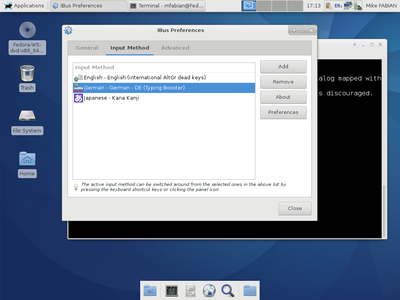 Applications
IBus Preferences
Terminal - mfabian@Fed...
EN
17:13
Mike FABIAN
IBus Preferences
General
Input Method
Advanced
Input Method
English - English (international AltGr dead keys)
German - German - DE (Typing Booster)
Japanese - Kana Kanji
Add
Remove
About
Preferences
The active input method can be switched around from the selected ones in the above list by
pressing the keyboard shortcut keys or clicking the panel icon.
Close
alog mapped with
s discouraged.
Fedora-WS-
dvd x86_64...
Trash
File System
Home